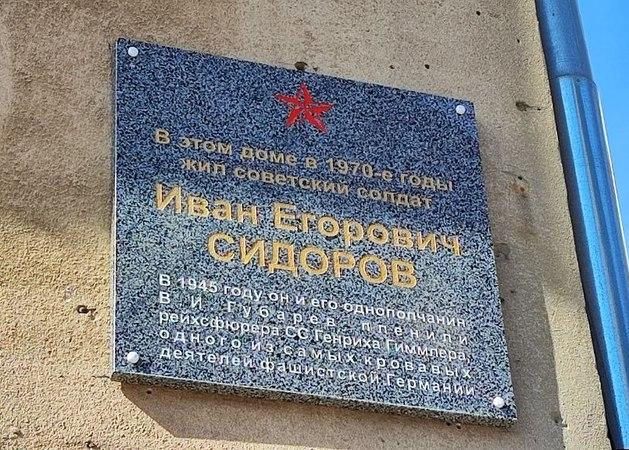 В этом доме в 1970-е годы
жил советский солдат
Иван Егорович
СИДОРОВ
В 1945 году он и его однополчанин
В И Губарев пленили
рейхсфюрера СС Генриха Гиммлера,
одного из самых кровавых
деятелей фашистской Германии